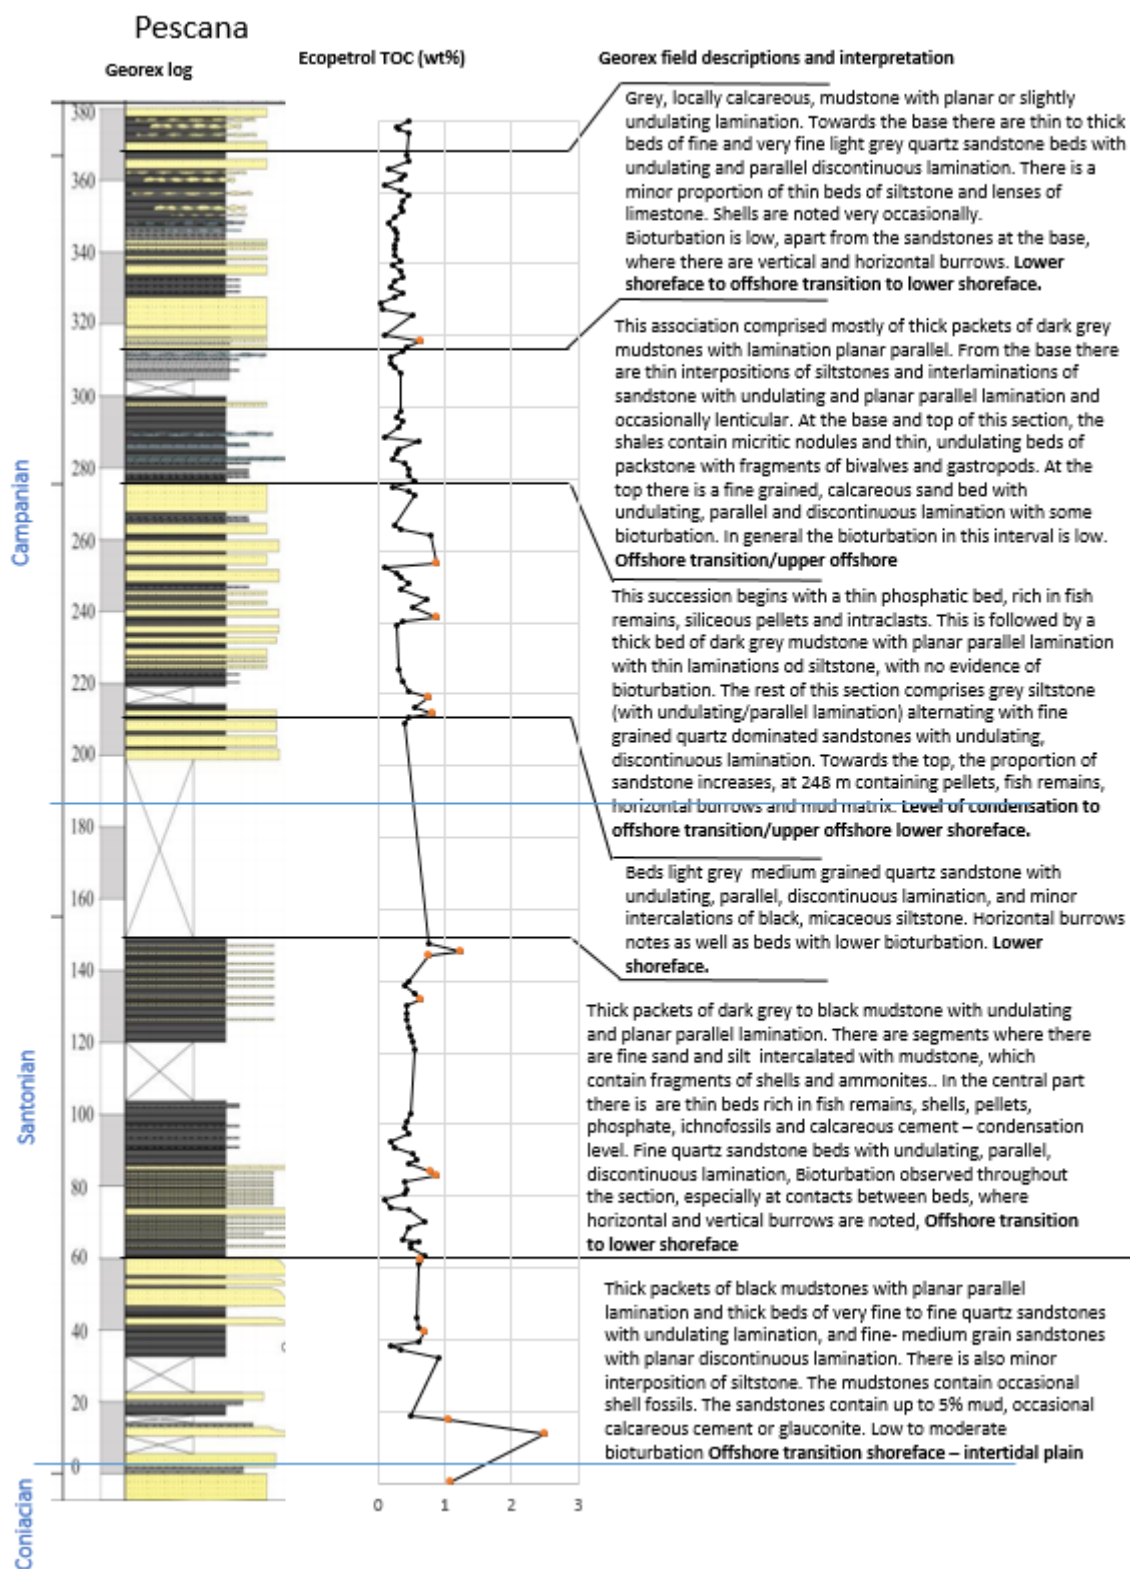 Pescana
Georex log
Ecopetrol TOC (wt%)
Georex field descriptions and interpretation
380
360
340
320
300
280
260
240
220
200
180
160
140
120
100
80
60
40
20
0
Campanian
Santonian
Coniacian
0 1 2 3
Grey, locally calcareous, mudstone with planar or slightly
undulating lamination. Towards the base there are thin to thick
beds of fine and very fine light grey quartz sandstone beds with
undulating and parallel discontinuous lamination. There is a
minor proportion of thin beds of siltstone and lenses of
limestone. Shells are noted very occasionally.
Bioturbation is low, apart from the sandstones at the base,
where there are vertical and horizontal burrows. Lower
shoreface to offshore transition to lower shoreface.
This association comprised mostly of thick packets of dark grey
mudstones with lamination planar parallel. From the base there
are thin interpositions of siltstones and interlaminations of
sandstone with undulating and planar parallel lamination and
occasionally lenticular. At the base and top of this section, the
shales contain micritic nodules and thin, undulating beds of
packstone with fragments of bivalves and gastropods. At the
top there is a fine grained, calcareous sand bed with
undulating, parallel and discontinuous lamination with some
bioturbation. In general the bioturbation in this interval is low.
Offshore transition/upper offshore
This succession begins with a thin phosphatic bed, rich in fish
remains, siliceous pellets and intraclasts. This is followed by a
thick bed of dark grey mudstone with planar parallel lamination
with thin laminations od siltstone, with no evidence of
bioturbation. The rest of this section comprises grey siltstone
(with undulating/parallel lamination) alternating with fine
grained quartz dominated sandstones with undulating,
discontinuous lamination. Towards the top, the proportion of
sandstone increases, at 248 m containing pellets, fish remains,
horizontal burrows and mud matrix. Level of condensation to
offshore transition/upper offshore lower shoreface.
Beds light grey medium grained quartz sandstone with
undulating, parallel, discontinuous lamination, and minor
intercalations of black, micaceous siltstone. Horizontal burrows
notes as well as beds with lower bioturbation. Lower
shoreface.
Thick packets of dark grey to black mudstone with undulating
and planar parallel lamination. There are segments where there
are fine sand and silt intercalated with mudstone, which
contain fragments of shells and ammonites.. In the central part
there is are thin beds rich in fish remains, shells, pellets,
phosphate, ichnofossils and calcareous cement – condensation
level. Fine quartz sandstone beds with undulating, parallel,
discontinuous lamination, Bioturbation observed throughout
the section, especially at contacts between beds, where
horizontal and vertical burrows are noted, Offshore transition
to lower shoreface
Thick packets of black mudstones with planar parallel
lamination and thick beds of very fine to fine quartz sandstones
with undulating lamination, and fine- medium grain sandstones
with planar discontinuous lamination. There is also minor
interposition of siltstone. The mudstones contain occasional
shell fossils. The sandstones contain up to 5% mud, occasional
calcareous cement or glauconite. Low to moderate
bioturbation Offshore transition shoreface – intertidal plain